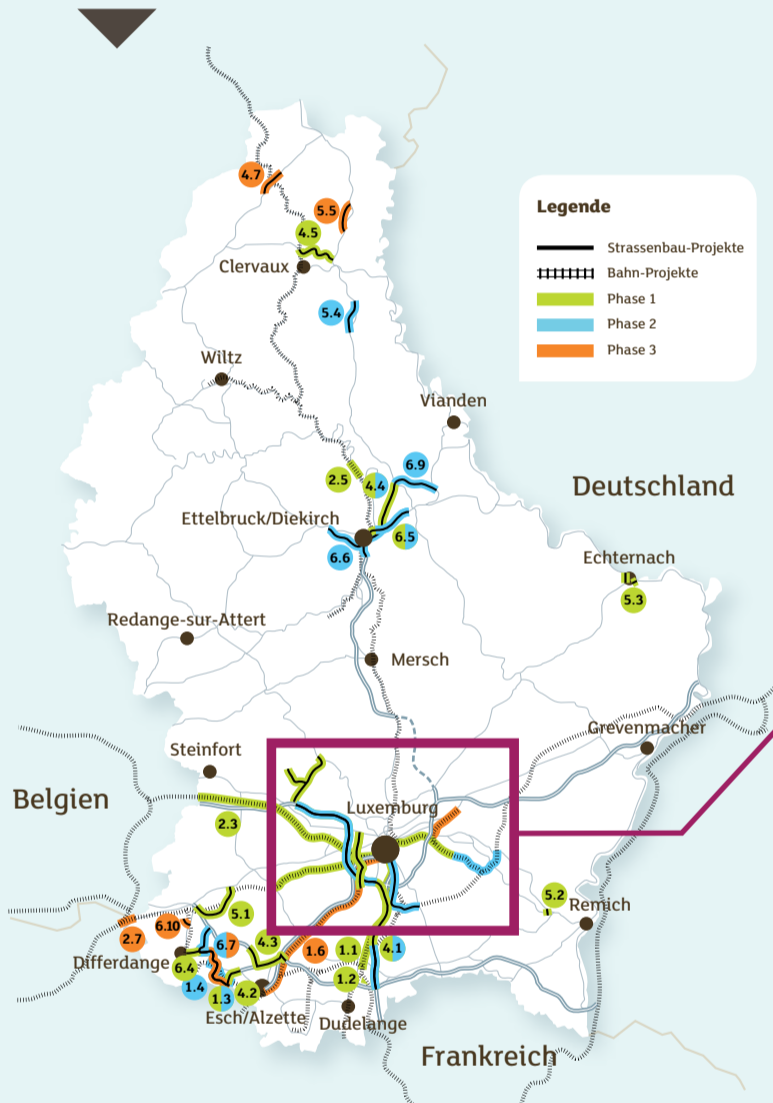 4.7
5.5
4.5
Clervaux
Legende
Strassenbau-Projekte
Bahn-Projekte
Phase 1
Phase 2
Phase 3
5.4
Wiltz
Vianden
6.9
2.5
4.4
Deutschland
Ettelbruck/Diekirch
6.5
6.6
Echternach
5.3
Redange-sur-Attert
Mersch
Grevenmacher
Steinfort
Belgien
Luxemburg
2.3
5.2
Remich
5.1
6.10
2.7
6.7
4.3
1.6
1.1
4.1
Differdange
6.4
1.4
1.3
4.2
1.2
Esch/Alzette
Dudelange
Frankreich